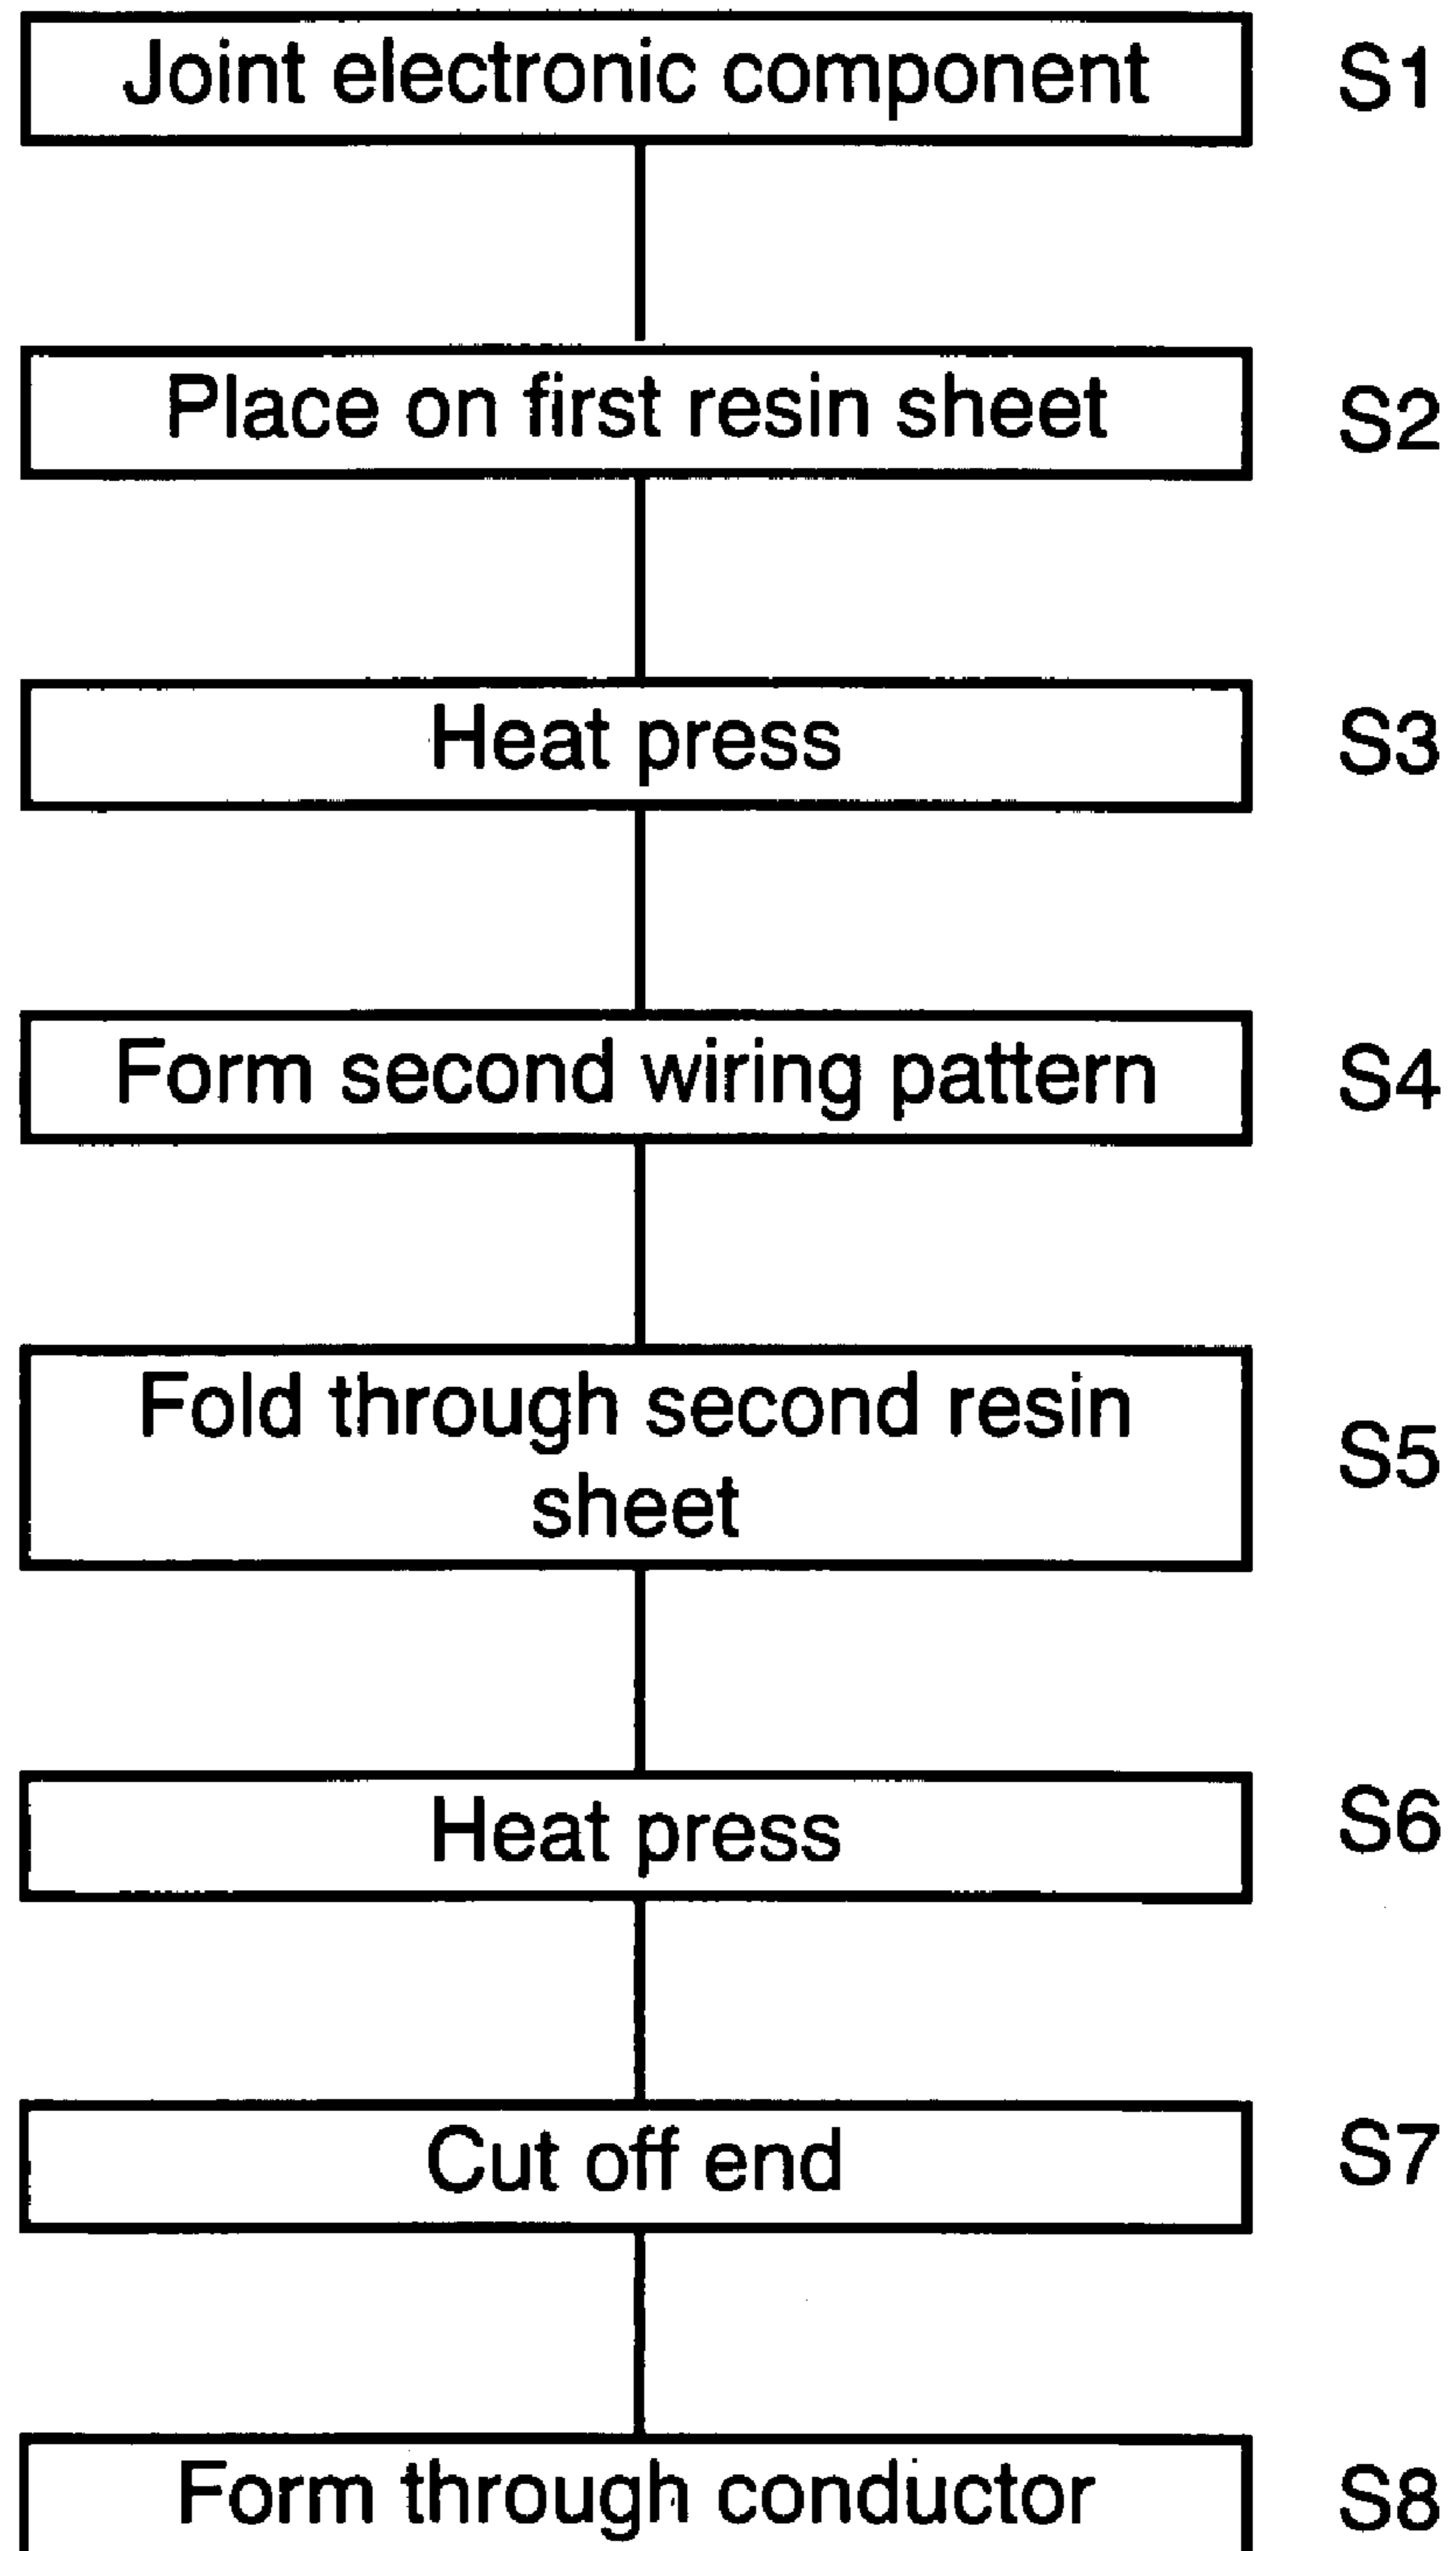 Joint electronic component S1
Place on first resin sheet S2
Heat press S3
Form second wiring pattern S4
Fold through second resin
sheet
S5
Heat press S6
Cut off end S7
Form through conductor S8